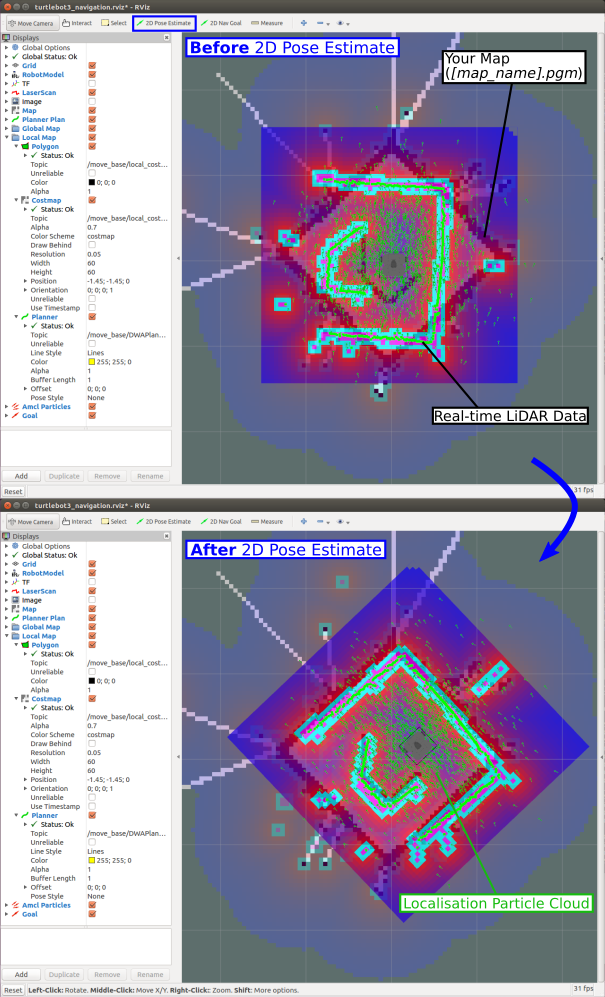 turtlebot3_navigation.rviz* - RViz
Move Camera Interact Select 2D Pose Estimate 2D Nav Goal Measure
Displays
Global Options
Global Status: Ok
Grid
RobotModel
TF
LaserScan
Image
Map
Planner Plan
Global Map
Local Map
Polygon
Status: Ok
Topic /move_base/local_cost...
Unreliable
Color 0; 0; 0
Alpha 1
Costmap
Topic /move_base/local_cost...
Alpha 0.7
Color Scheme costmap
Draw Behind
Resolution 0.05
Width 60
Height 60
Position -1.45; -1.45; 0
Orientation 0; 0; 0; 1
Unreliable
Use Timestamp
Planner
Status: Ok
Topic /move_base/DWAPlan...
Unreliable
Line Style Lines
Color 255; 255; 0
Alpha 1
Buffer Length 1
Offset 0; 0; 0
Pose Style None
Amcl Particles
Goal
Add Duplicate Remove Rename
Reset
31 fps
Before 2D Pose Estimate
Your Map
([map_name].pgm)
Real-time LiDAR Data
turtlebot3_navigation.rviz* - RViz
Move Camera Interact Select 2D Pose Estimate 2D Nav Goal Measure
Displays
Global Options
Global Status: Ok
Grid
RobotModel
TF
LaserScan
Image
Map
Planner Plan
Global Map
Local Map
Polygon
Status: Ok
Topic /move_base/local_cost...
Unreliable
Color 0; 0; 0
Alpha 1
Costmap
Topic /move_base/local_cost...
Alpha 0.7
Color Scheme costmap
Draw Behind
Resolution 0.05
Width 60
Height 60
Position -1.45; -1.45; 0
Orientation 0; 0; 0; 1
Unreliable
Use Timestamp
Planner
Status: Ok
Topic /move_base/DWAPlan...
Unreliable
Line Style Lines
Color 255; 255; 0
Alpha 1
Buffer Length 1
Offset 0; 0; 0
Pose Style None
Amcl Particles
Goal
Add Duplicate Remove Rename
After 2D Pose Estimate
Localisation Particle Cloud
Reset Left-Click: Rotate. Middle-Click: Move X/Y. Right-Click: Zoom. Shift: More options.
31 fps